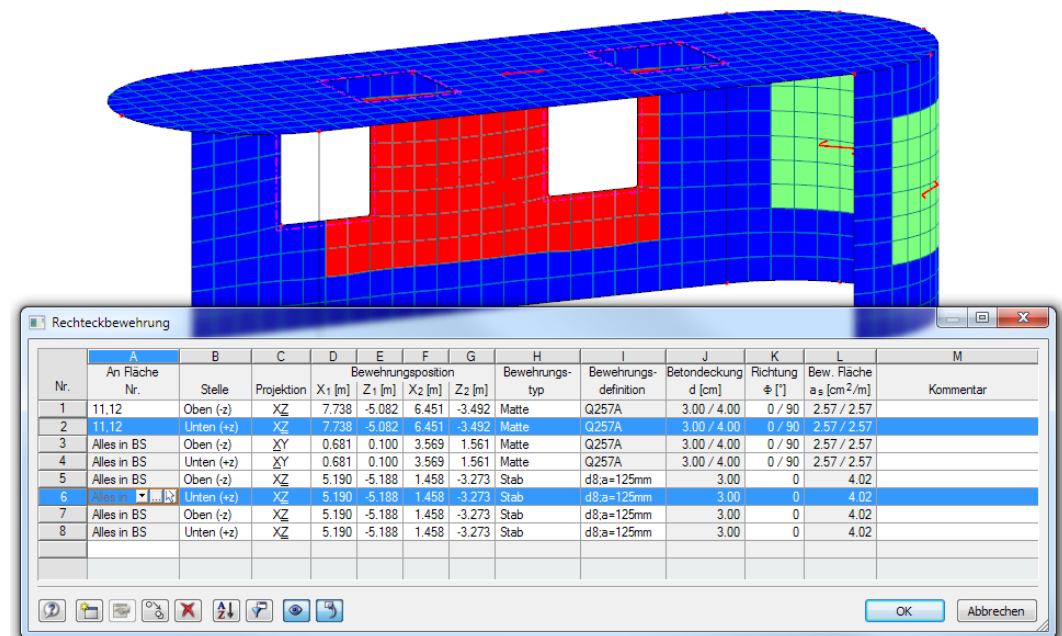 Rechteckbewehrung
A B C D E F G H I J K L M
An Fläche Bewehrungsposition Bewehrungs- Bewehrungs- Betondeckung Richtung Bew. Fläche
Nr. Nr. Stelle Projektion X1 [m] Z1 [m] X2 [m] Z2 [m] typ definition d [cm] Φ [°] as [cm²/m] Kommentar
1 11,12 Oben (-z) XZ 7.738 -5.082 6.451 -3.492 Matte Q257A 3.00 / 4.00 0 / 90 2.57 / 2.57
2 11,12 Unten (+z) XZ 7.738 -5.082 6.451 -3.492 Matte Q257A 3.00 / 4.00 0 / 90 2.57 / 2.57
3 Alles in BS Oben (-z) XY 0.681 0.100 3.569 1.561 Matte Q257A 3.00 / 4.00 0 / 90 2.57 / 2.57
4 Alles in BS Unten (+z) XY 0.681 0.100 3.569 1.561 Matte Q257A 3.00 / 4.00 0 / 90 2.57 / 2.57
5 Alles in BS Oben (-z) XZ 5.190 -5.188 1.458 -3.273 Stab d8;a=125mm 3.00 0 4.02
6 Alles in ... Unten (+z) XZ 5.190 -5.188 1.458 -3.273 Stab d8;a=125mm 3.00 0 4.02
7 Alles in BS Oben (-z) XZ 5.190 -5.188 1.458 -3.273 Stab d8;a=125mm 3.00 0 4.02
8 Alles in BS Unten (+z) XZ 5.190 -5.188 1.458 -3.273 Stab d8;a=125mm 3.00 0 4.02
OK Abbrechen